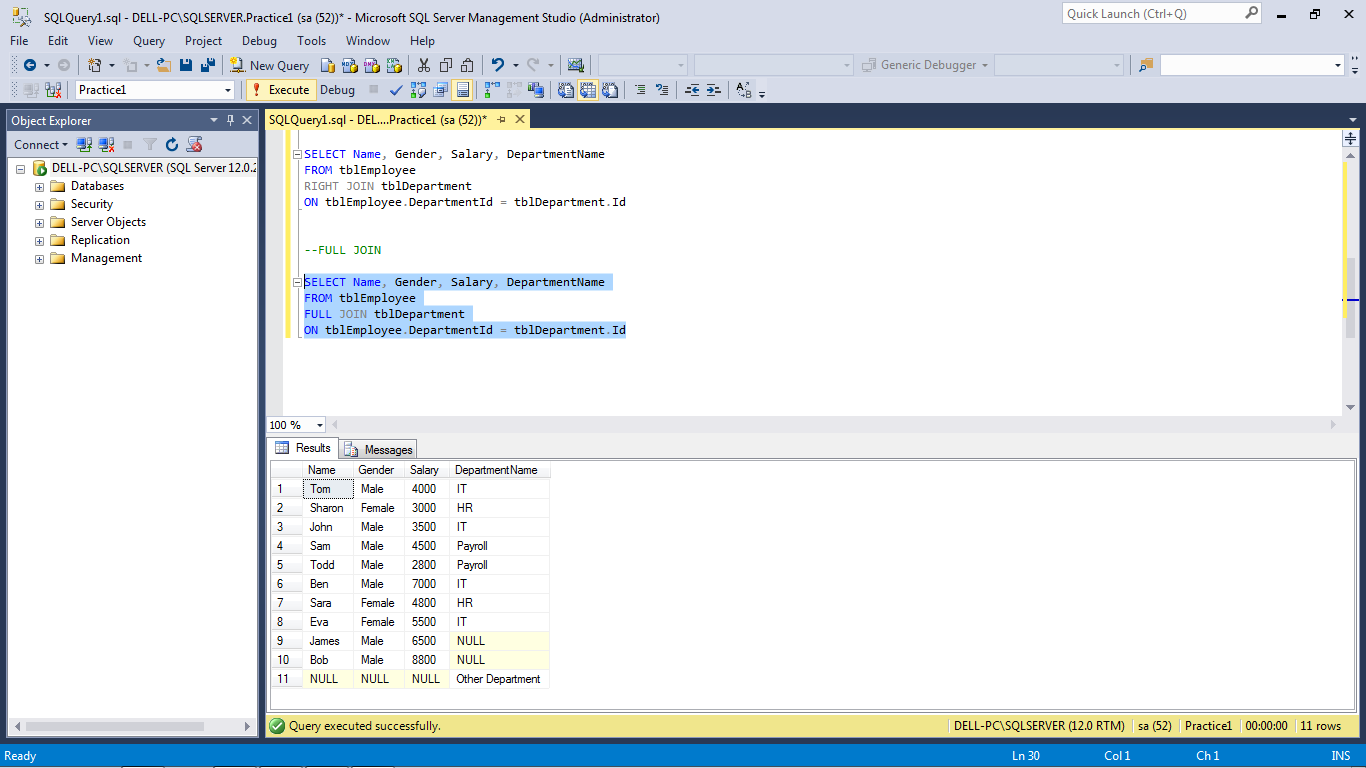 SQLQuery1.sql - DELL-PC\SQLSERVER.Practice1 (sa (52))* - Microsoft SQL Server Management Studio (Administrator)
Quick Launch (Ctrl+Q)
File Edit View Query Project Debug Tools Window Help
New Query
Generic Debugger
Practice1
Execute Debug
Object Explorer
Connect
DELL-PC\SQLSERVER (SQL Server 12.0.2
Databases
Security
Server Objects
Replication
Management
SQLQuery1.sql - DEL....Practice1 (sa (52))*
SELECT Name, Gender, Salary, DepartmentName
FROM tblEmployee
RIGHT JOIN tblDepartment
ON tblEmployee.DepartmentId = tblDepartment.Id
--FULL JOIN
SELECT Name, Gender, Salary, DepartmentName
FROM tblEmployee
FULL JOIN tblDepartment
ON tblEmployee.DepartmentId = tblDepartment.Id
100 %
Results Messages
Name Gender Salary DepartmentName
1 Tom Male 4000 IT
2 Sharon Female 3000 HR
3 John Male 3500 IT
4 Sam Male 4500 Payroll
5 Todd Male 2800 Payroll
6 Ben Male 7000 IT
7 Sara Female 4800 HR
8 Eva Female 5500 IT
9 James Male 6500 NULL
10 Bob Male 8800 NULL
11 NULL NULL NULL Other Department
Query executed successfully.
DELL-PC\SQLSERVER (12.0 RTM) sa (52) Practice1 00:00:00 11 rows
Ready Ln 30 Col 1 Ch 1 INS